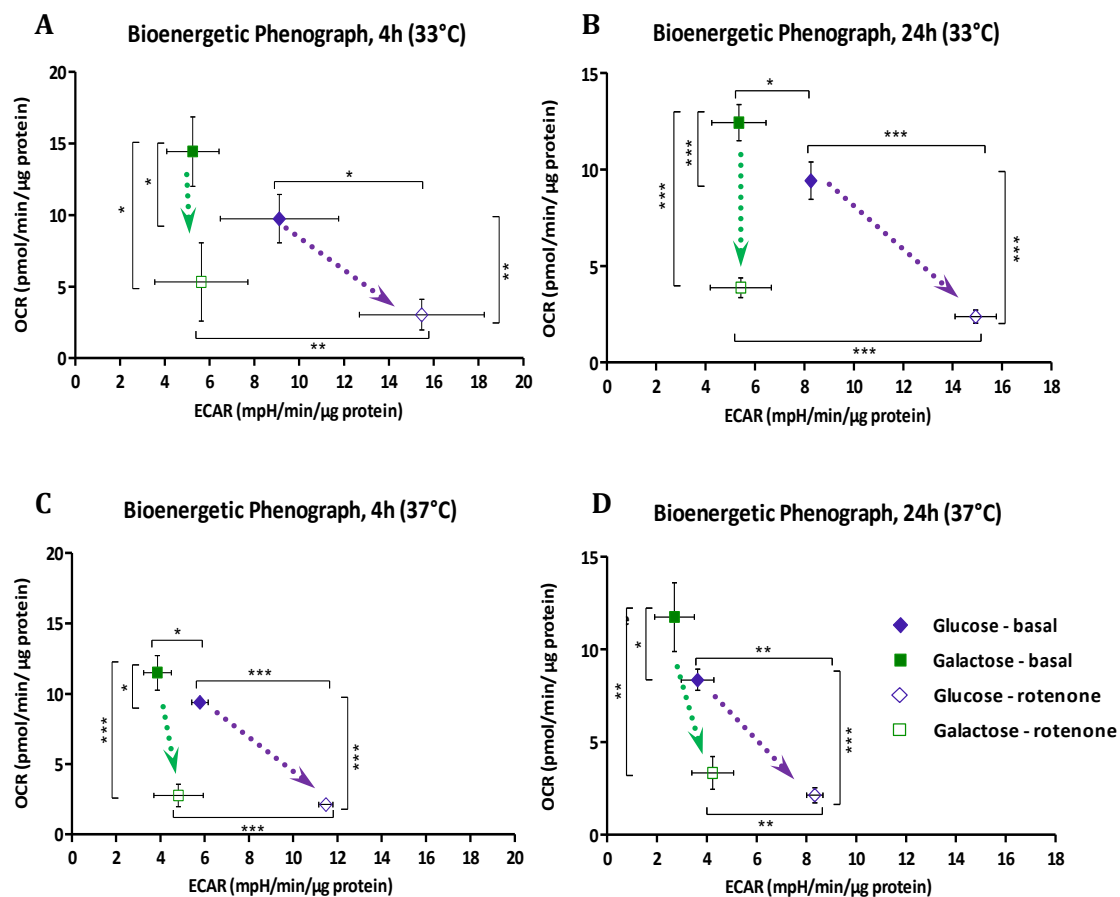 A
Bioenergetic Phenograph, 4h (33°C)
OCR (pmol/min/µg protein)
20
15
10
5
0
0 2 4 6 8 10 12 14 16 18 20
ECAR (mpH/min/µg protein)
*
*
*
**
**
B
Bioenergetic Phenograph, 24h (33°C)
OCR (pmol/min/ µg protein)
15
10
5
0
0 2 4 6 8 10 12 14 16 18
ECAR (mpH/min/µg protein)
*
***
***
***
***
***
C
Bioenergetic Phenograph, 4h (37°C)
OCR (pmol/min/ µg protein)
20
15
10
5
0
0 2 4 6 8 10 12 14 16 18 20
ECAR (mpH/min/µg protein)
*
***
*
***
***
***
D
Bioenergetic Phenograph, 24h (37°C)
OCR (pmol/min/ µg protein)
15
10
5
0
0 2 4 6 8 10 12 14 16 18
ECAR (mpH/min/µg protein)
**
*
**
***
**
Glucose - basal
Galactose - basal
Glucose - rotenone
Galactose - rotenone